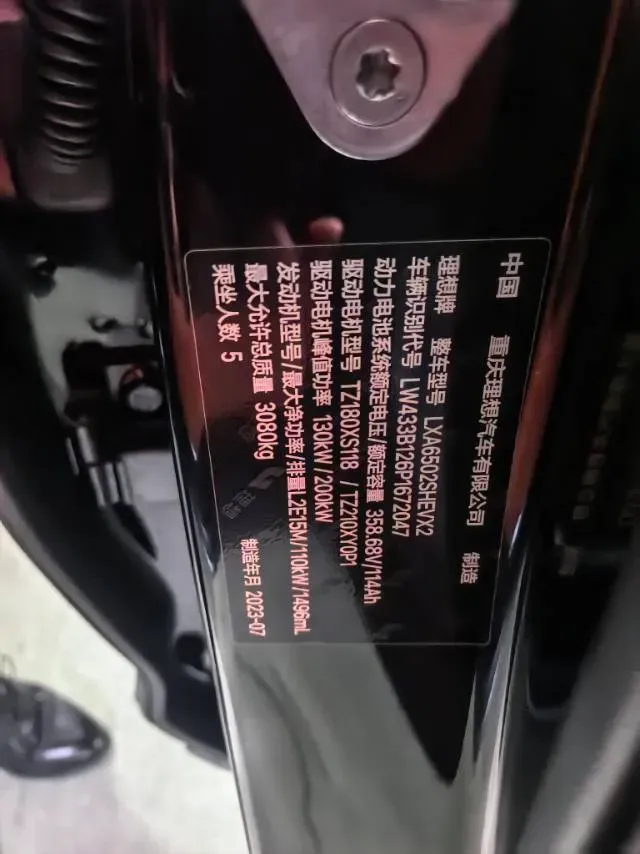 中国 重庆理想汽车有限公司 制造
理想牌 整车型号 LXA6502SHEVX2
车辆识别代号 LW433B126P1672047
动力电池系统额定电压/额定容量 358.68V/114Ah
驱动电机型号 TZ180XS118 / TZ210XY0P1
驱动电机峰值功率 130kW / 200kW
发动机型号/最大净功率/排量 L2E15M/110kW/1496mL
最大允许总质量 3080kg 制造年月 2023-07
乘坐人数 5